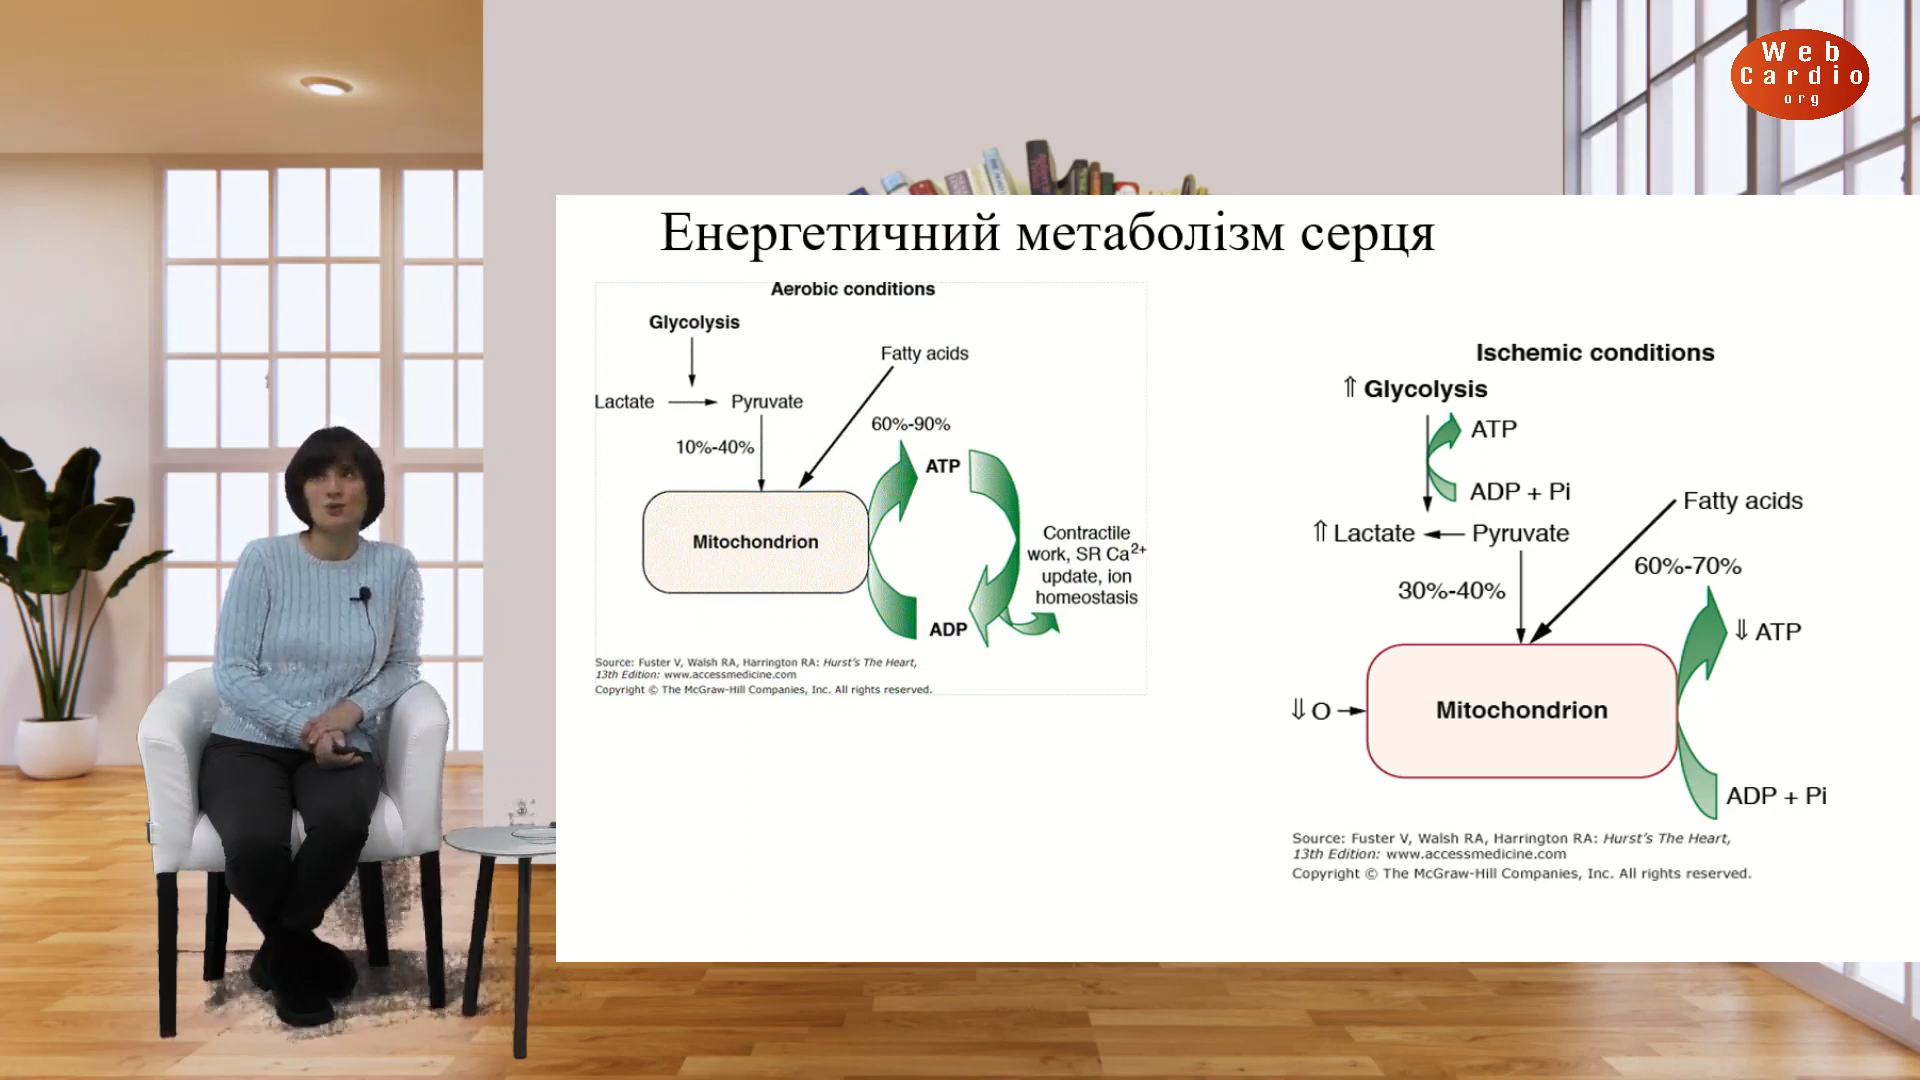 Web
Cardio
org
Енергетичний метаболізм серця
Aerobic conditions
Glycolysis
Fatty acids
Lactate
Pyruvate
60%-90%
10%-40%
ATP
Mitochondrion
Contractile
work, SR Ca2+
update, ion
homeostasis
ADP
Source: Fuster V, Walsh RA, Harrington RA: Hurst's The Heart,
13th Edition: www.accessmedicine.com
Copyright © The McGraw-Hill Companies, Inc. All rights reserved.
Ischemic conditions
⇑ Glycolysis
ATP
ADP + Pi
Fatty acids
⇑ Lactate
Pyruvate
60%-70%
30%-40%
⇓ ATP
⇓ O
Mitochondrion
ADP + Pi
Source: Fuster V, Walsh RA, Harrington RA: Hurst's The Heart,
13th Edition: www.accessmedicine.com
Copyright © The McGraw-Hill Companies, Inc. All rights reserved.